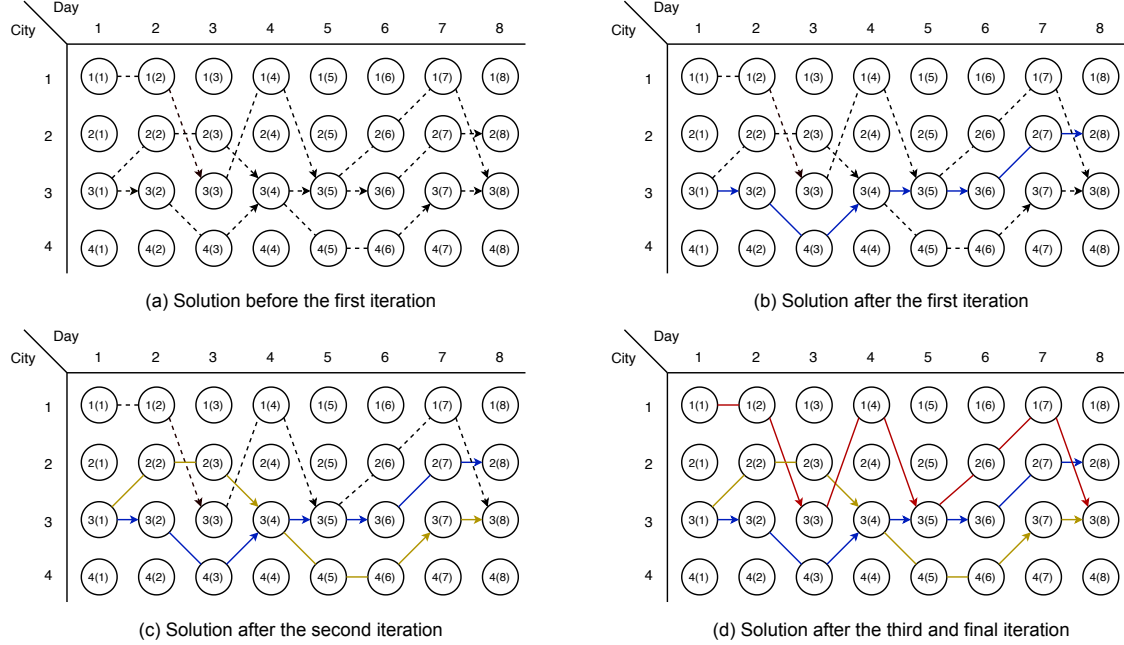 Day
City 1 2 3 4 5 6 7 8
1 1(1) 1(2) 1(3) 1(4) 1(5) 1(6) 1(7) 1(8)
2 2(1) 2(2) 2(3) 2(4) 2(5) 2(6) 2(7) 2(8)
3 3(1) 3(2) 3(3) 3(4) 3(5) 3(6) 3(7) 3(8)
4 4(1) 4(2) 4(3) 4(4) 4(5) 4(6) 4(7) 4(8)
(a) Solution before the first iteration
Day
City 1 2 3 4 5 6 7 8
1 1(1) 1(2) 1(3) 1(4) 1(5) 1(6) 1(7) 1(8)
2 2(1) 2(2) 2(3) 2(4) 2(5) 2(6) 2(7) 2(8)
3 3(1) 3(2) 3(3) 3(4) 3(5) 3(6) 3(7) 3(8)
4 4(1) 4(2) 4(3) 4(4) 4(5) 4(6) 4(7) 4(8)
(b) Solution after the first iteration
Day
City 1 2 3 4 5 6 7 8
1 1(1) 1(2) 1(3) 1(4) 1(5) 1(6) 1(7) 1(8)
2 2(1) 2(2) 2(3) 2(4) 2(5) 2(6) 2(7) 2(8)
3 3(1) 3(2) 3(3) 3(4) 3(5) 3(6) 3(7) 3(8)
4 4(1) 4(2) 4(3) 4(4) 4(5) 4(6) 4(7) 4(8)
(c) Solution after the second iteration
Day
City 1 2 3 4 5 6 7 8
1 1(1) 1(2) 1(3) 1(4) 1(5) 1(6) 1(7) 1(8)
2 2(1) 2(2) 2(3) 2(4) 2(5) 2(6) 2(7) 2(8)
3 3(1) 3(2) 3(3) 3(4) 3(5) 3(6) 3(7) 3(8)
4 4(1) 4(2) 4(3) 4(4) 4(5) 4(6) 4(7) 4(8)
(d) Solution after the third and final iteration